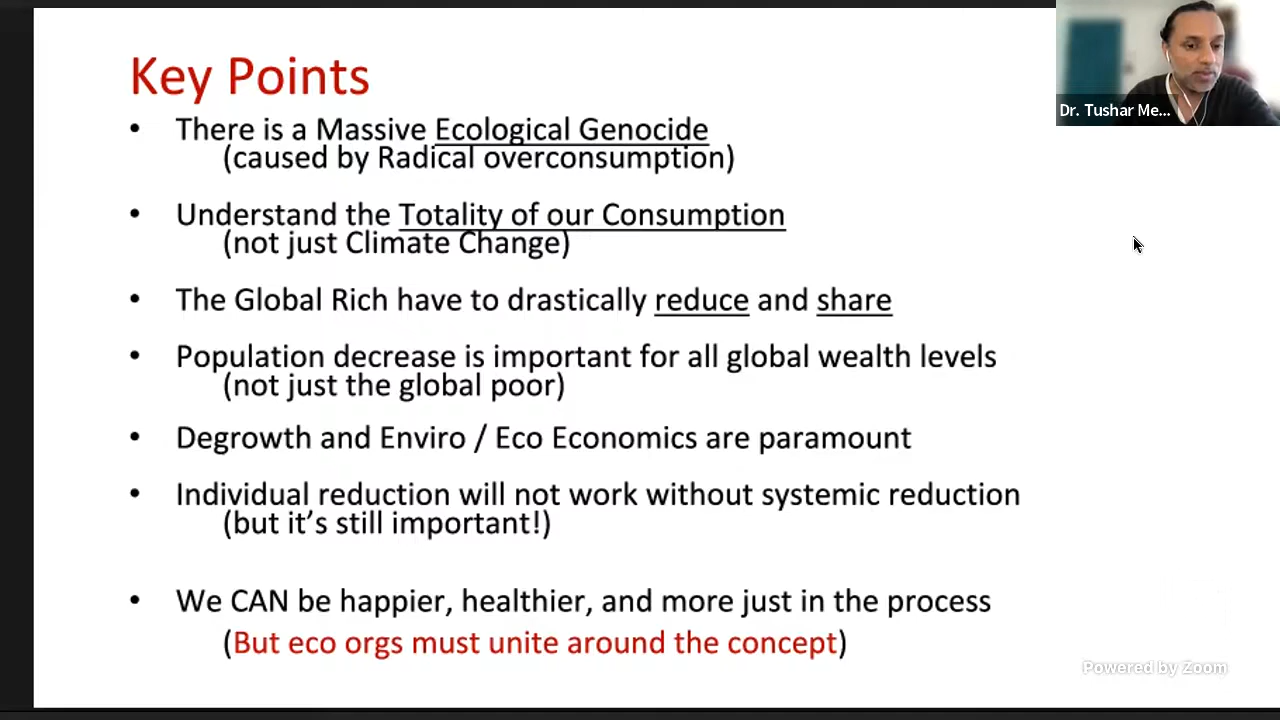 Key Points
• There is a Massive Ecological Genocide
(caused by Radical overconsumption)
• Understand the Totality of our Consumption
(not just Climate Change)
• The Global Rich have to drastically reduce and share
• Population decrease is important for all global wealth levels
(not just the global poor)
• Degrowth and Enviro / Eco Economics are paramount
• Individual reduction will not work without systemic reduction
(but it’s still important!)
• We CAN be happier, healthier, and more just in the process
(But eco orgs must unite around the concept)
Dr. Tushar Me...
Powered by Zoom